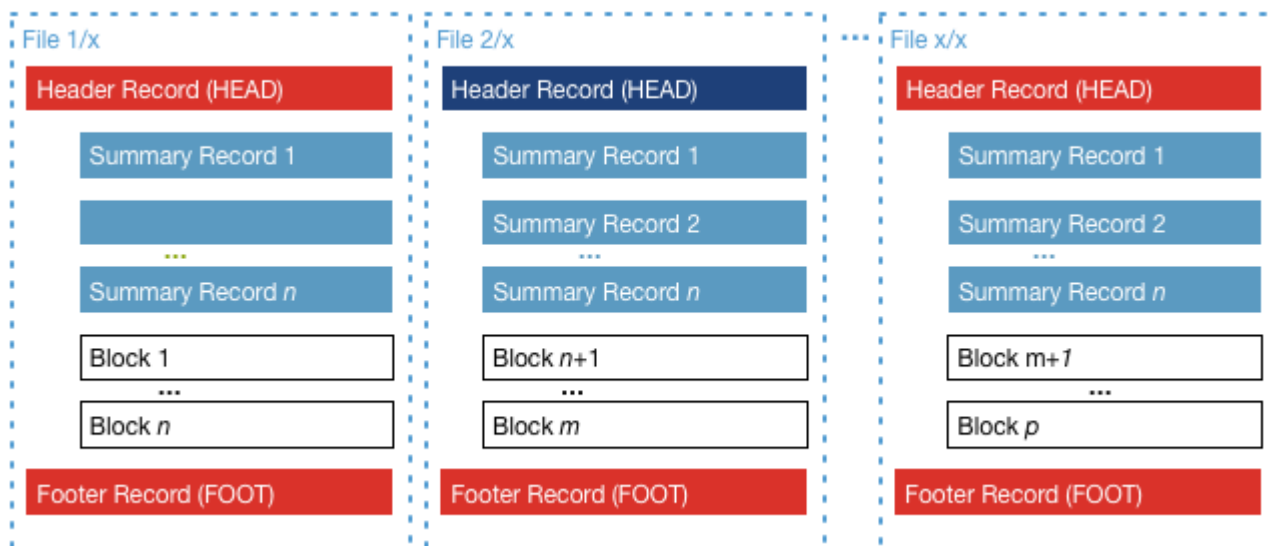 File 1/x
Header Record (HEAD)
Summary Record 1
...
Summary Record n
Block 1
...
Block n
Footer Record (FOOT)
File 2/x
Header Record (HEAD)
Summary Record 1
Summary Record 2
...
Summary Record n
Block n+1
...
Block m
Footer Record (FOOT)
...
File x/x
Header Record (HEAD)
Summary Record 1
Summary Record 2
...
Summary Record n
Block m+1
...
Block p
Footer Record (FOOT)